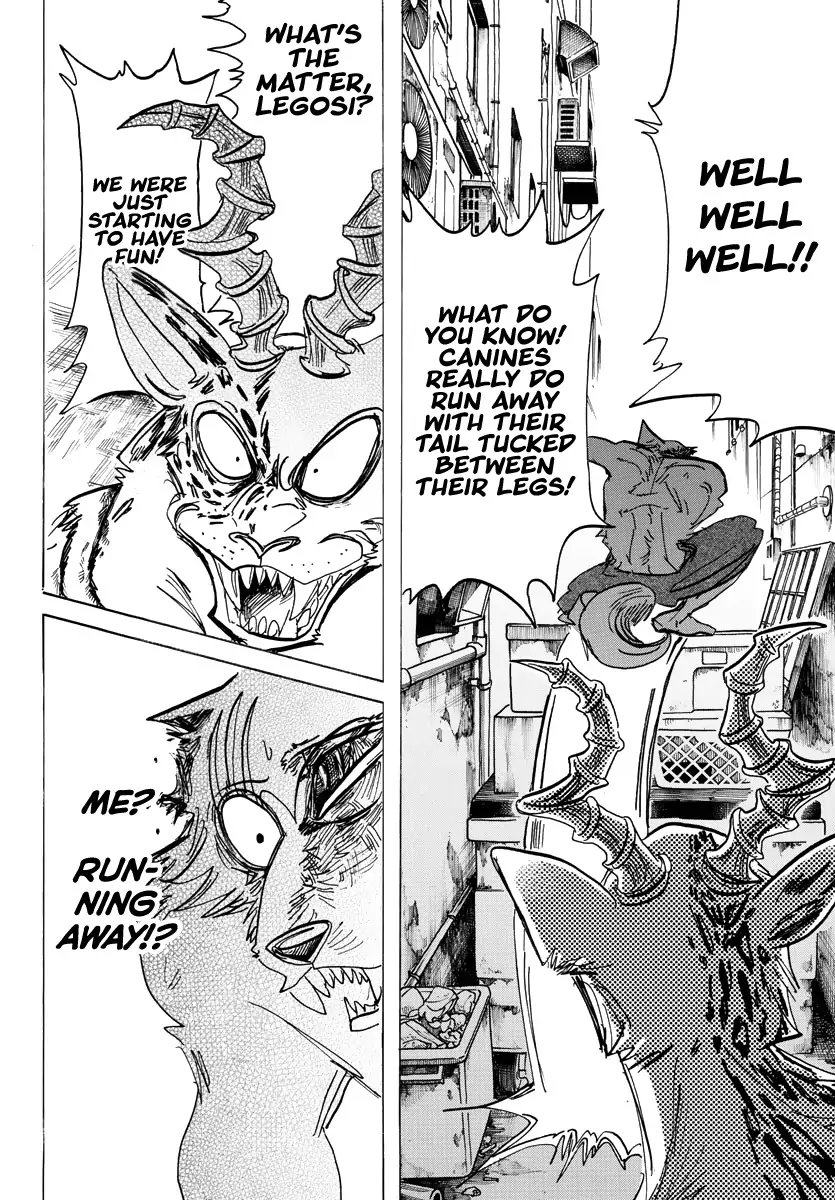 WELL
WELL
WELL!!
WHAT DO
YOU KNOW!
CANINES
REALLY DO
RUN AWAY
WITH THEIR
TAIL TUCKED
BETWEEN
THEIR LEGS!
WHAT'S
THE
MATTER,
LEGOSI?
WE WERE
JUST
STARTING
TO HAVE
FUN!
ME?
RUN-
NING
AWAY!?